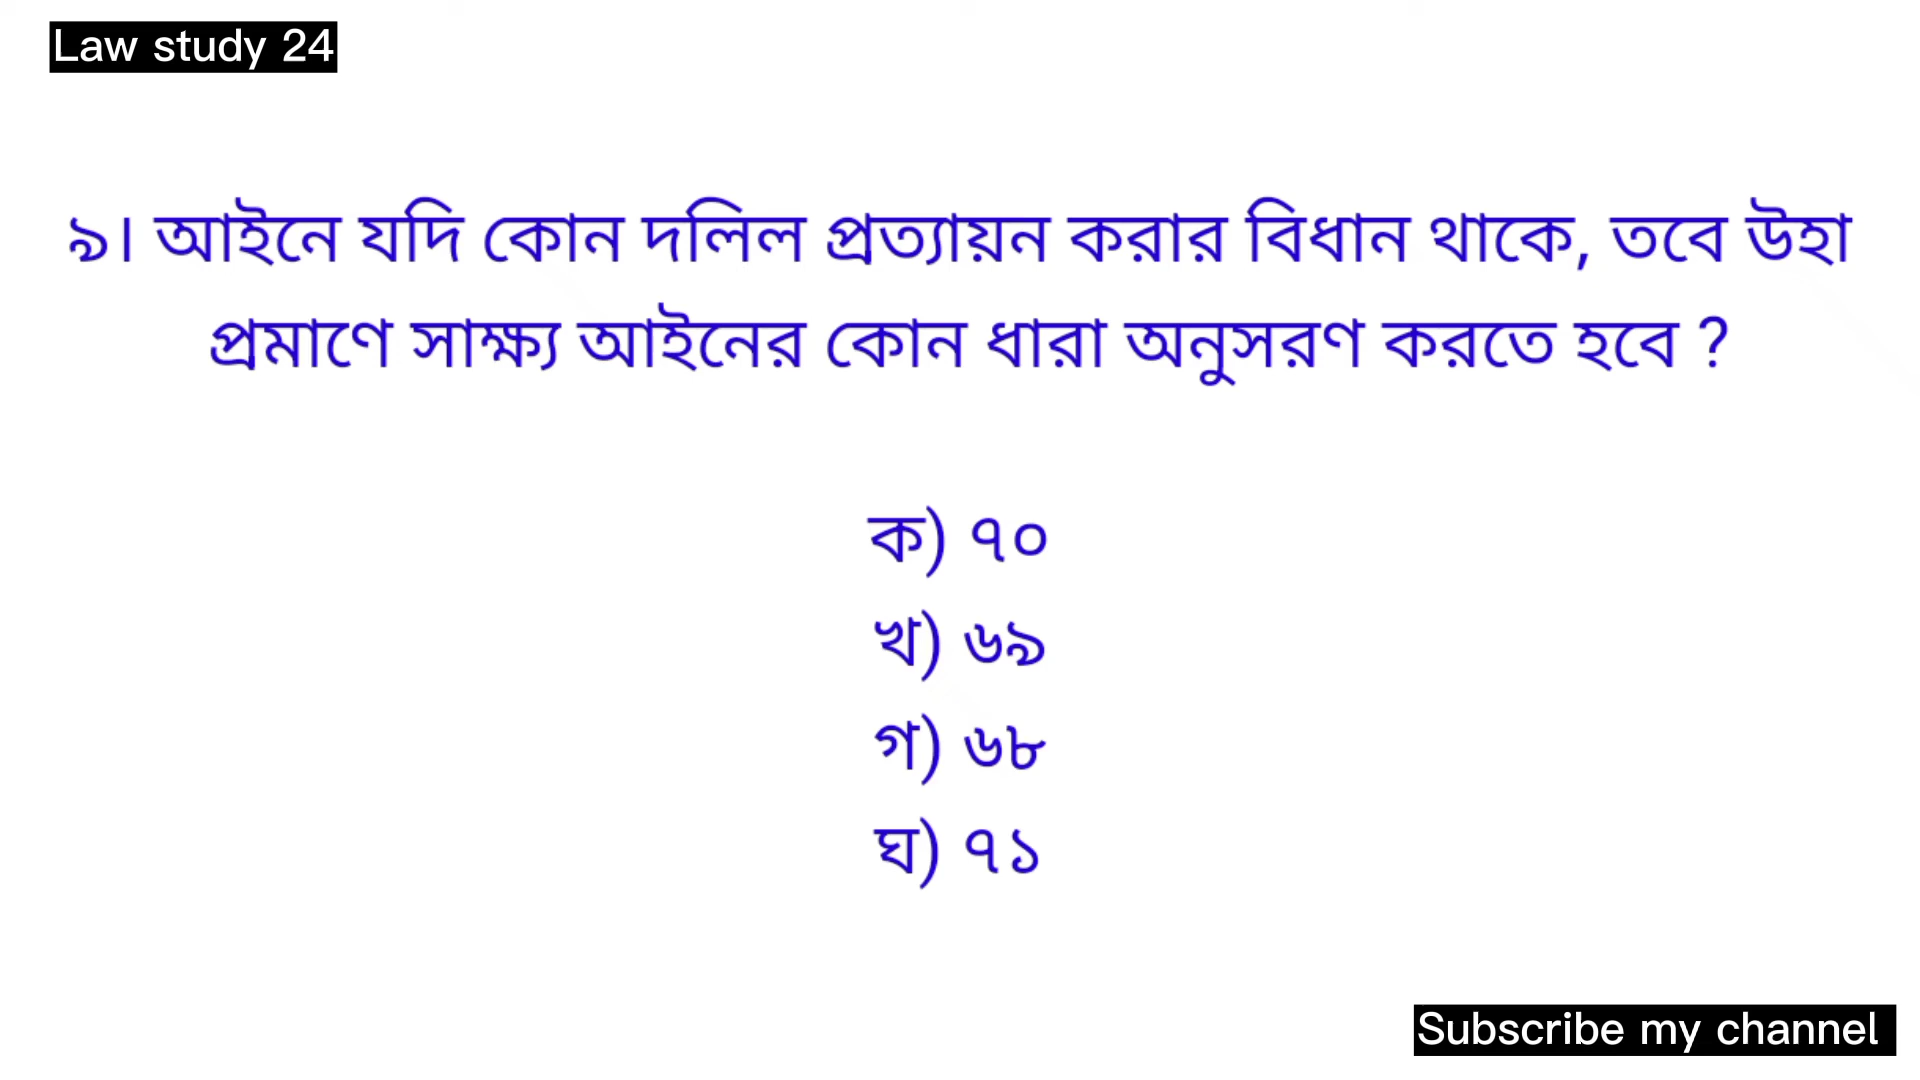 Law study 24
৯। আইনে যদি কোন দলিল প্রত্যায়ন করার বিধান থাকে, তবে উহা
প্রমাণে সাক্ষ্য আইনের কোন ধারা অনুসরণ করতে হবে ?
ক) ৭০
খ) ৬৯
গ) ৬৮
ঘ) ৭১
Subscribe my channel